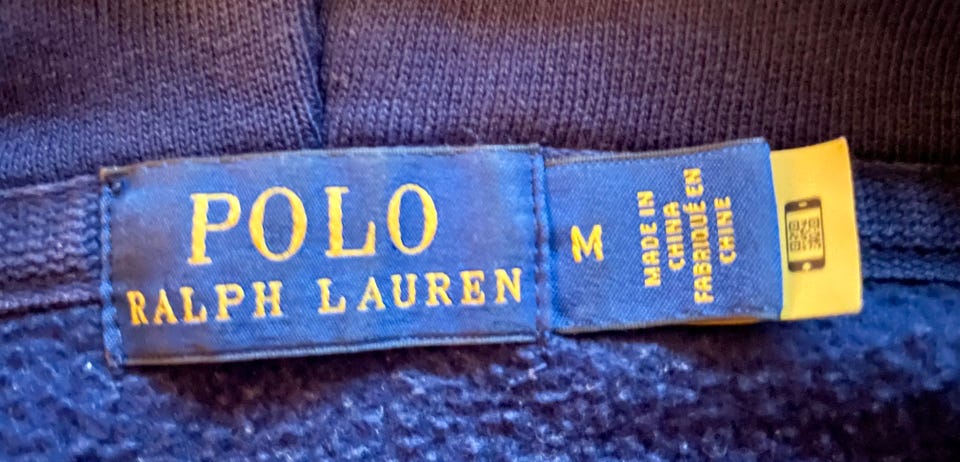 POLO
RALPH LAUREN
M
MADE IN
CHINA
FABRIQUÉ EN
CHINE